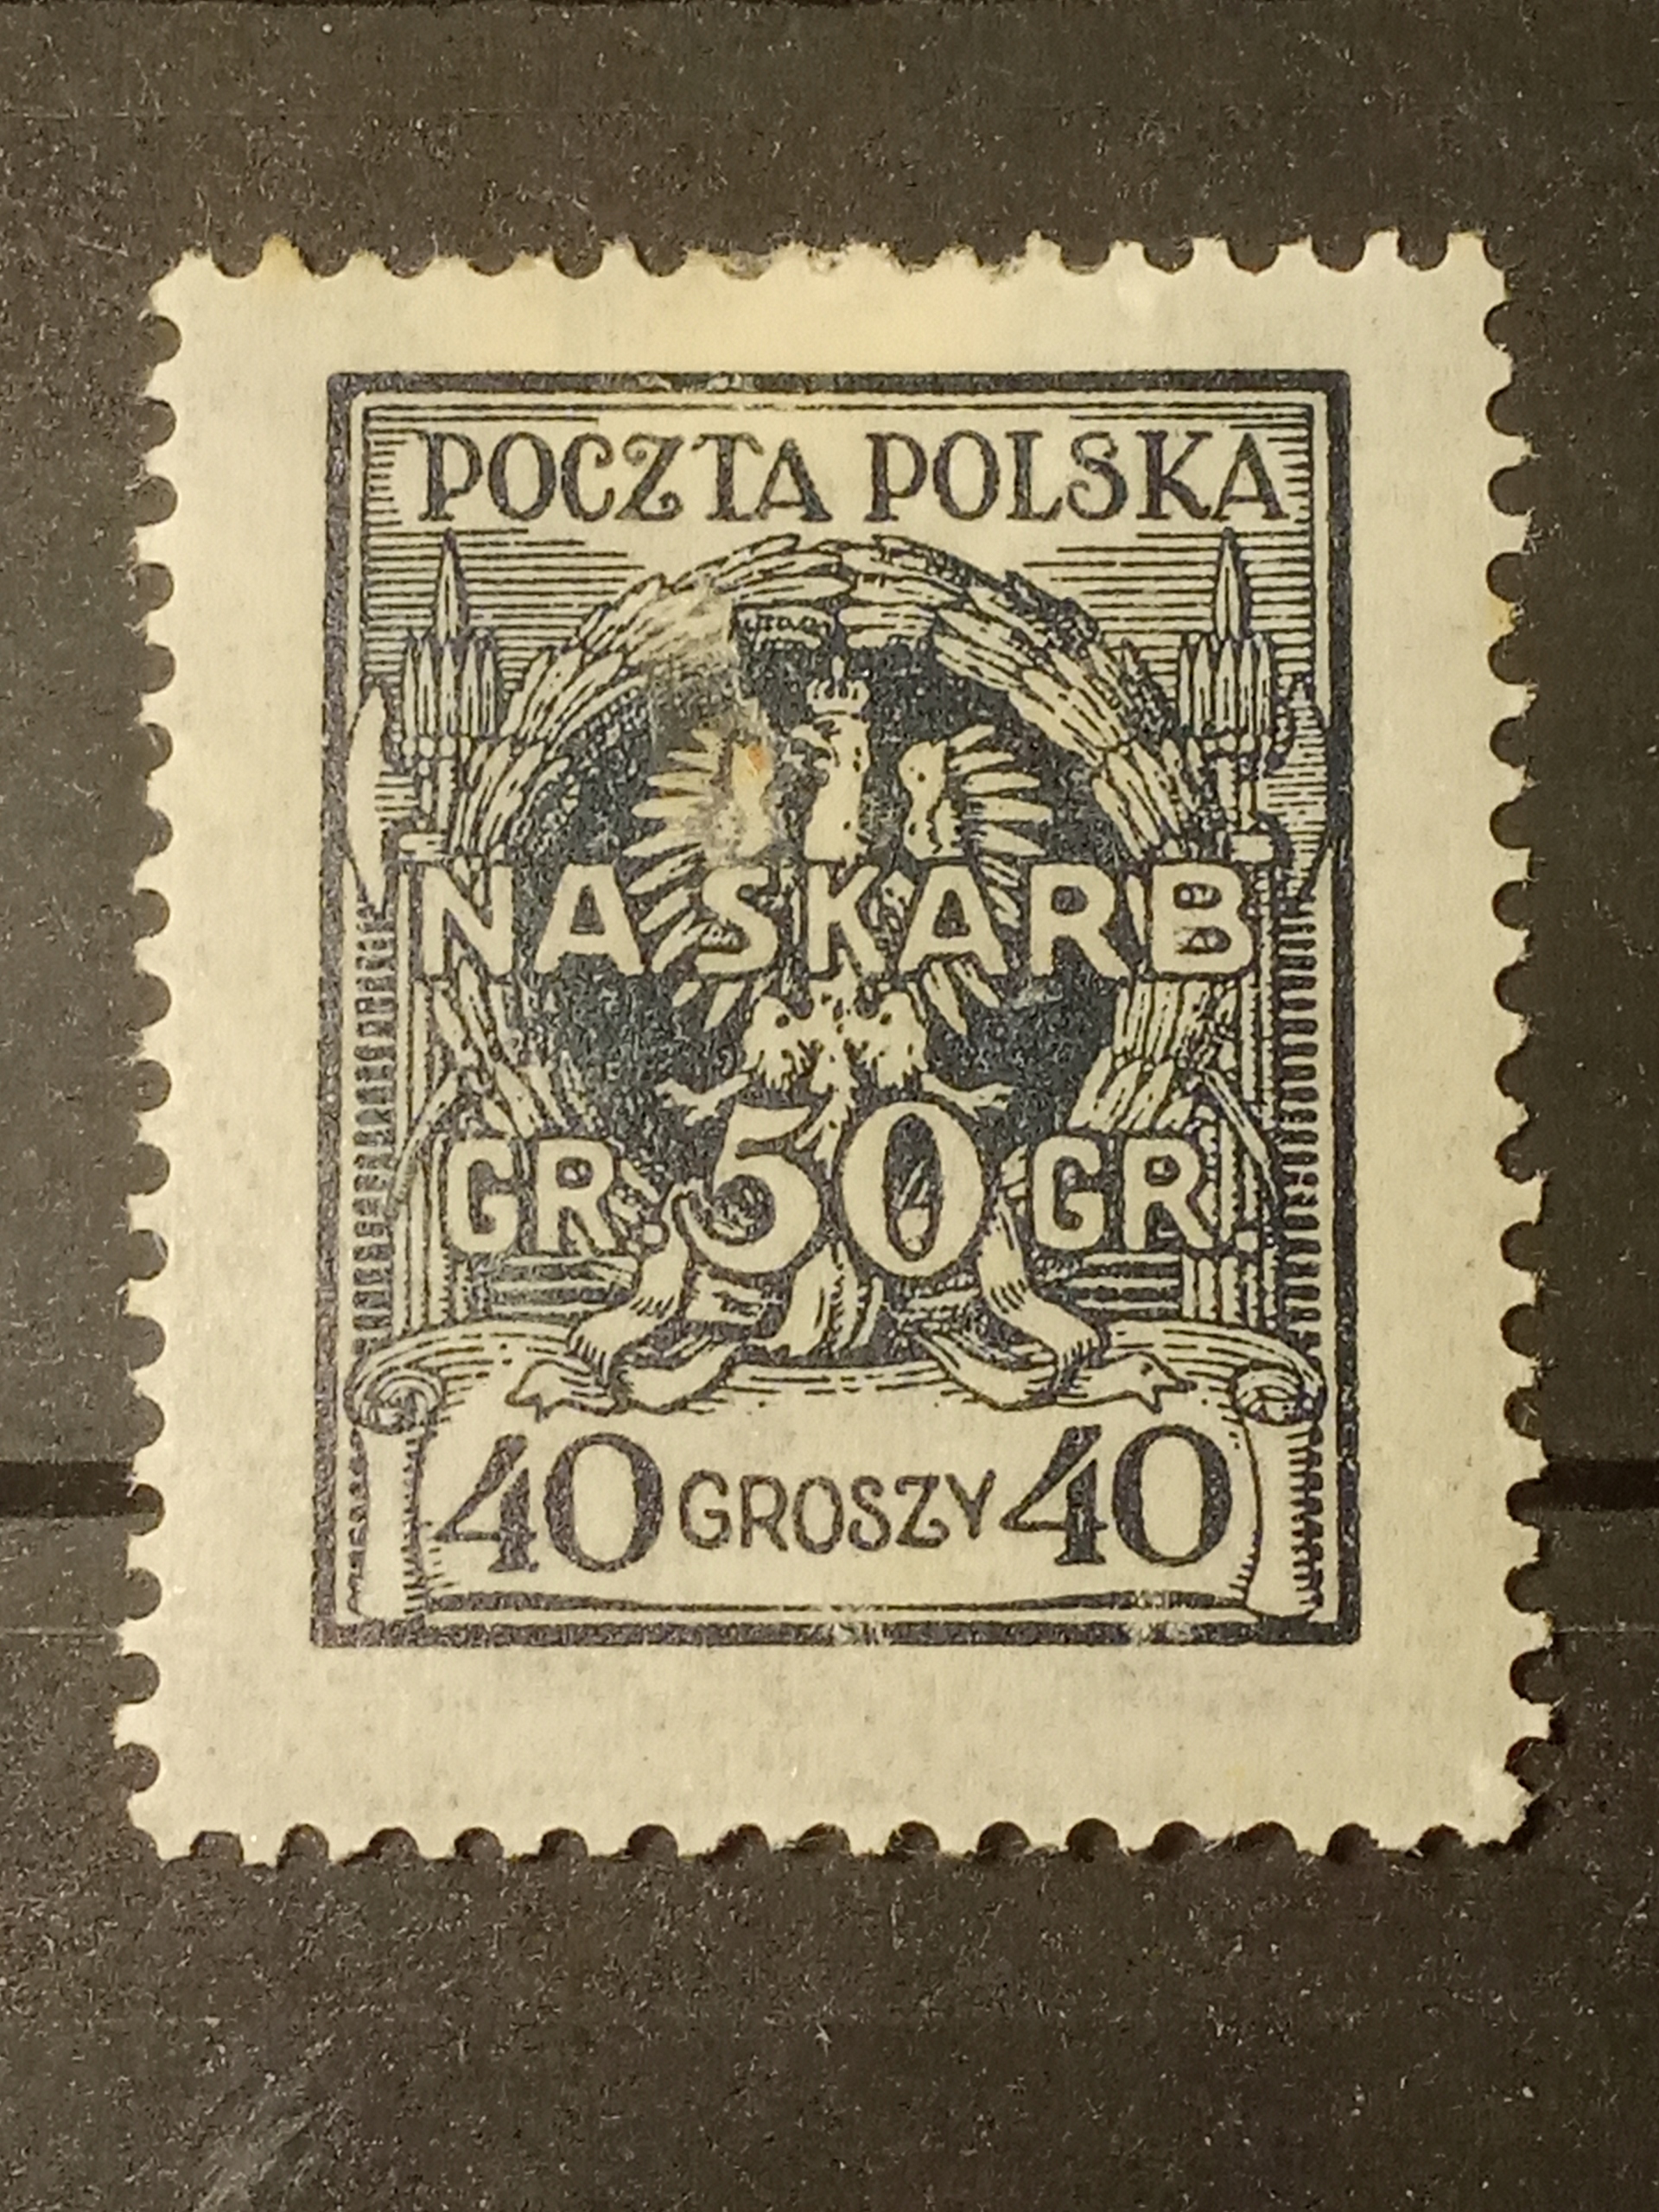 POCZTA POLSKA
NA SKARB
GR. 50 GR.
40 GROSZY 40